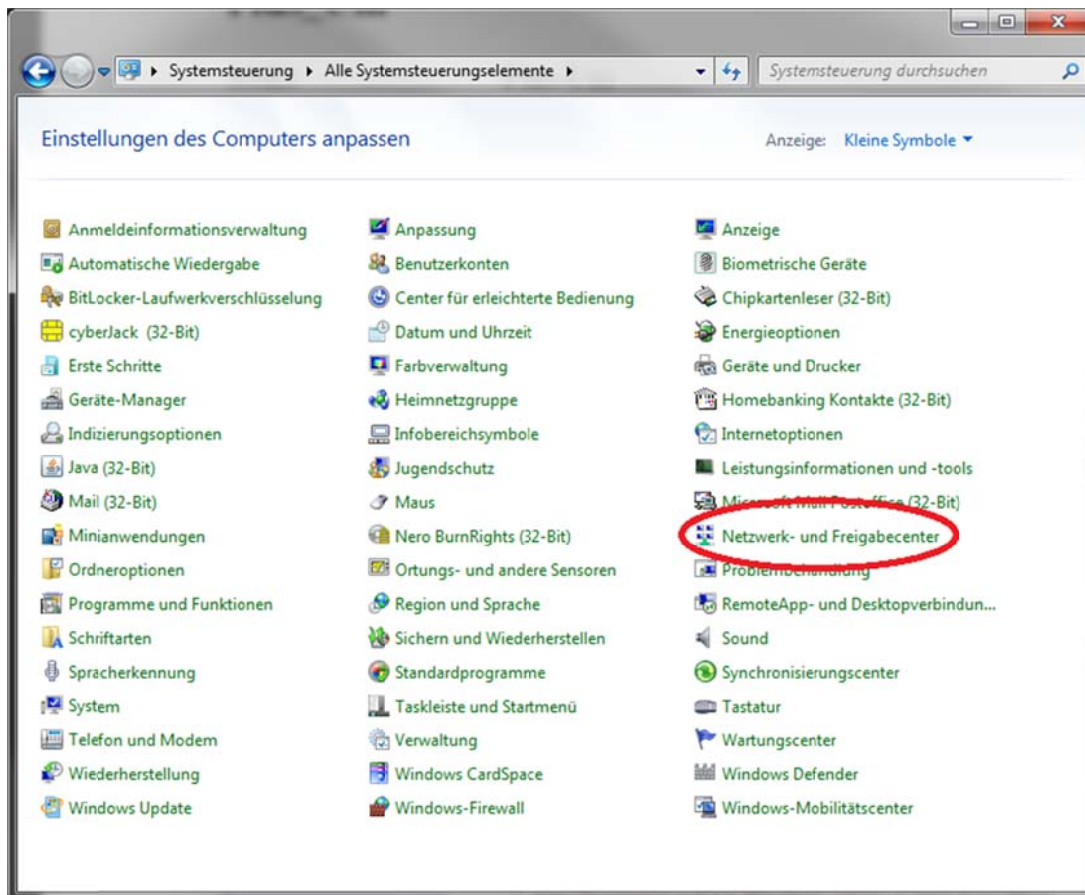 Systemsteuerung Alle Systemsteuerungselemente Systemsteuerung durchsuchen
Einstellungen des Computers anpassen Anzeige: Kleine Symbole
Anmeldeinformationsverwaltung Anpassung Anzeige
Automatische Wiedergabe Benutzerkonten Biometrische Geräte
BitLocker-Laufwerkverschlüsselung Center für erleichterte Bedienung Chipkartenleser (32-Bit)
cyberJack (32-Bit) Datum und Uhrzeit Energieoptionen
Erste Schritte Farbverwaltung Geräte und Drucker
Geräte-Manager Heimnetzgruppe Homebanking Kontakte (32-Bit)
Indizierungsoptionen Infobereichsymbole Internetoptionen
Java (32-Bit) Jugendschutz Leistungsinformationen und -tools
Mail (32-Bit) Maus Microsoft Mail Postoffice (32-Bit)
Minianwendungen Nero BurnRights (32-Bit) Netzwerk- und Freigabecenter
Ordneroptionen Ortungs- und andere Sensoren Problembehandlung
Programme und Funktionen Region und Sprache RemoteApp- und Desktopverbindun...
Schriftarten Sichern und Wiederherstellen Sound
Spracherkennung Standardprogramme Synchronisierungscenter
System Taskleiste und Startmenü Tastatur
Telefon und Modem Verwaltung Wartungscenter
Wiederherstellung Windows CardSpace Windows Defender
Windows Update Windows-Firewall Windows-Mobilitätscenter